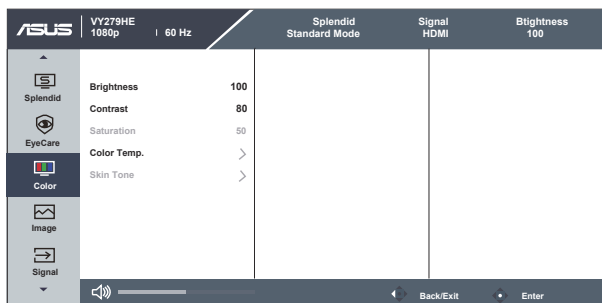 ASUS
VY279HE
1080p 60 Hz
Splendid
Standard Mode
Signal
HDMI
Btightness
100
Splendid
EyeCare
Color
Image
Signal
Brightness 100
Contrast 80
Saturation 50
Color Temp.
Skin Tone
Back/Exit
Enter